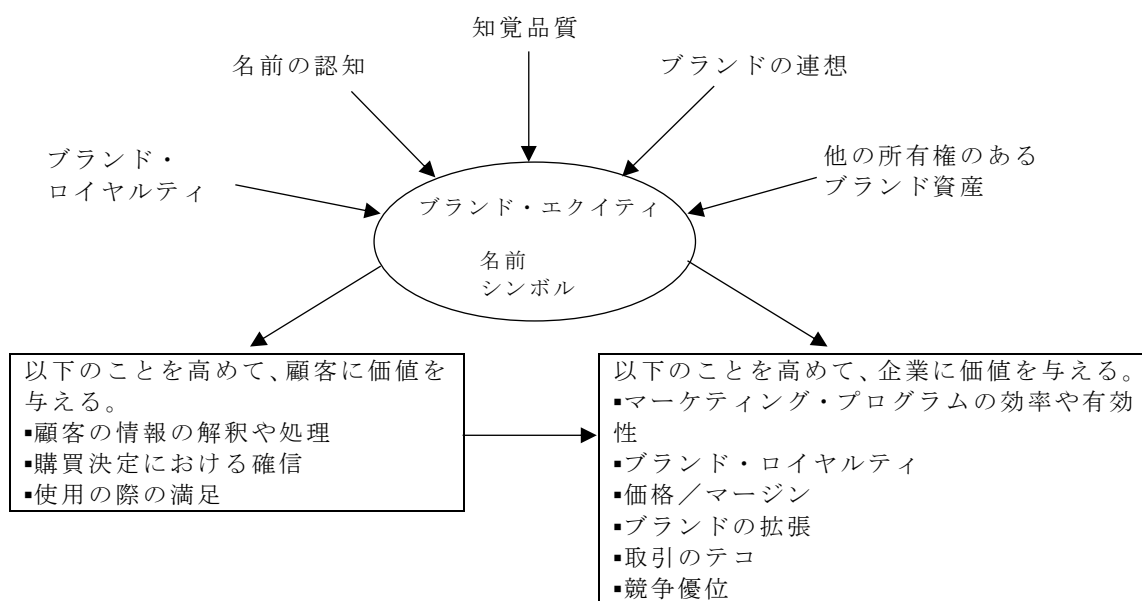 知覚品質
名前の認知
ブランドの連想
ブランド・
ロイヤルティ
他の所有権のある
ブランド資産
ブランド・エクイティ
名前
シンボル
以下のことを高めて、顧客に価値を
与える。
▪顧客の情報の解釈や処理
▪購買決定における確信
▪使用の際の満足
以下のことを高めて、企業に価値を与える。
▪マーケティング・プログラムの効率や有効
性
▪ブランド・ロイヤルティ
▪価格／マージン
▪ブランドの拡張
▪取引のテコ
▪競争優位